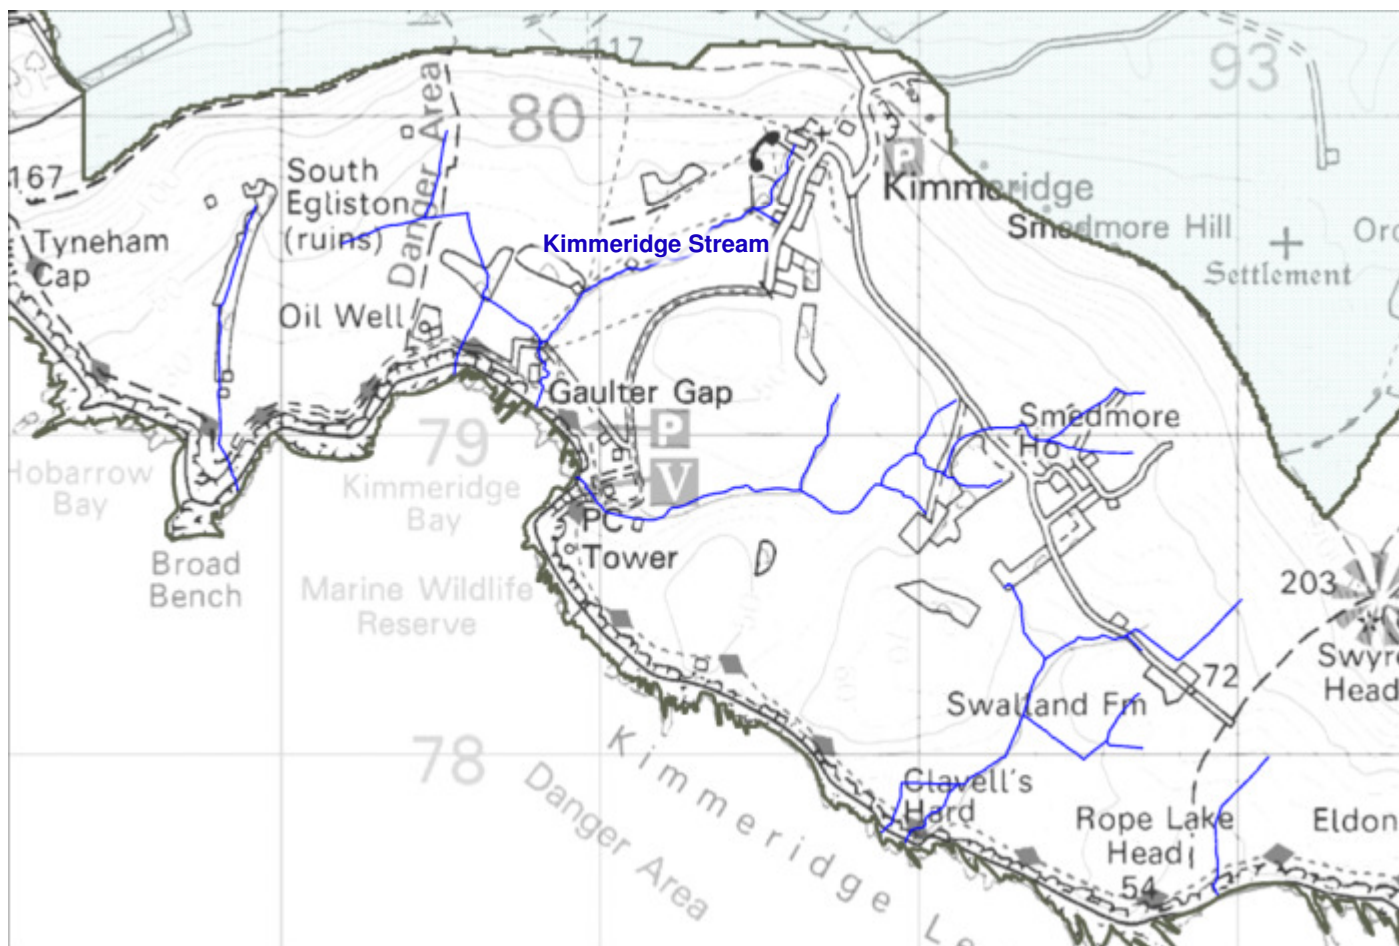 117
93
80
Danger Area
P
167
South
Egliston
(ruins)
Kimmeridge
Smedmore Hill
Tyneham
Cap
Kimmeridge Stream
Settlement
Oil Well
Gaulter Gap
P
79
Smedmore
Ho
Hobarrow
Bay
Kimmeridge
Bay
V
PC
Tower
Broad
Bench
Marine Wildlife
Reserve
203
72
Swalland Fm
78
Kimmeridge
Danger Area
Clavell's
Hard
Rope Lake
Head
54
Head